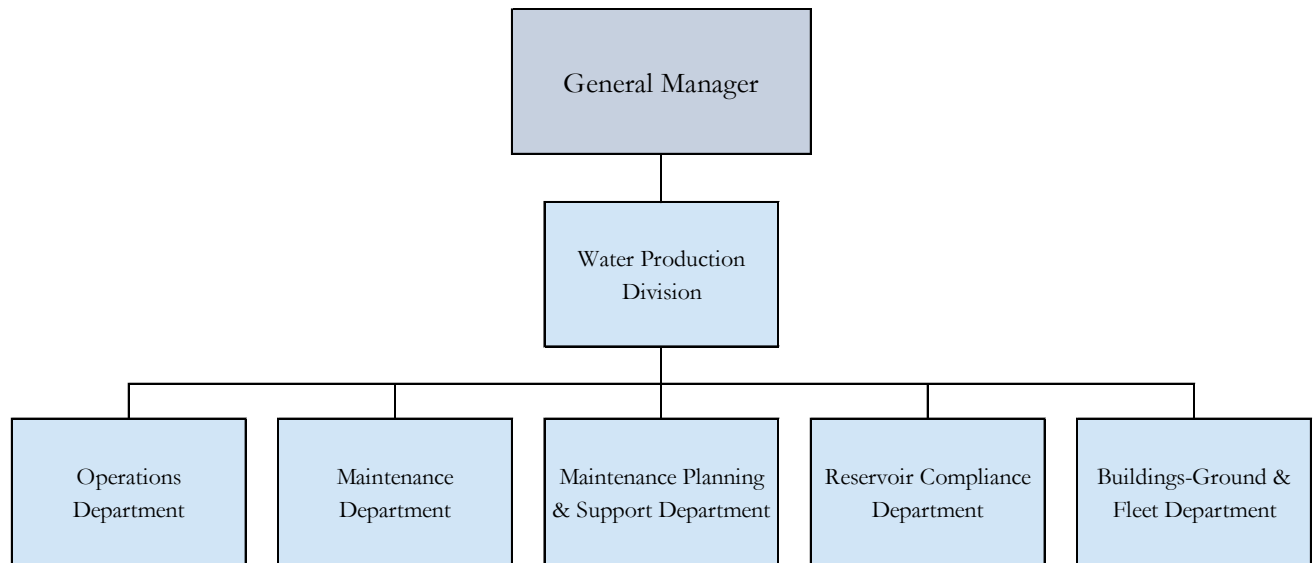 General Manager
Water Production
Division
Operations
Department
Maintenance
Department
Maintenance Planning
& Support Department
Reservoir Compliance
Department
Buildings-Ground &
Fleet Department